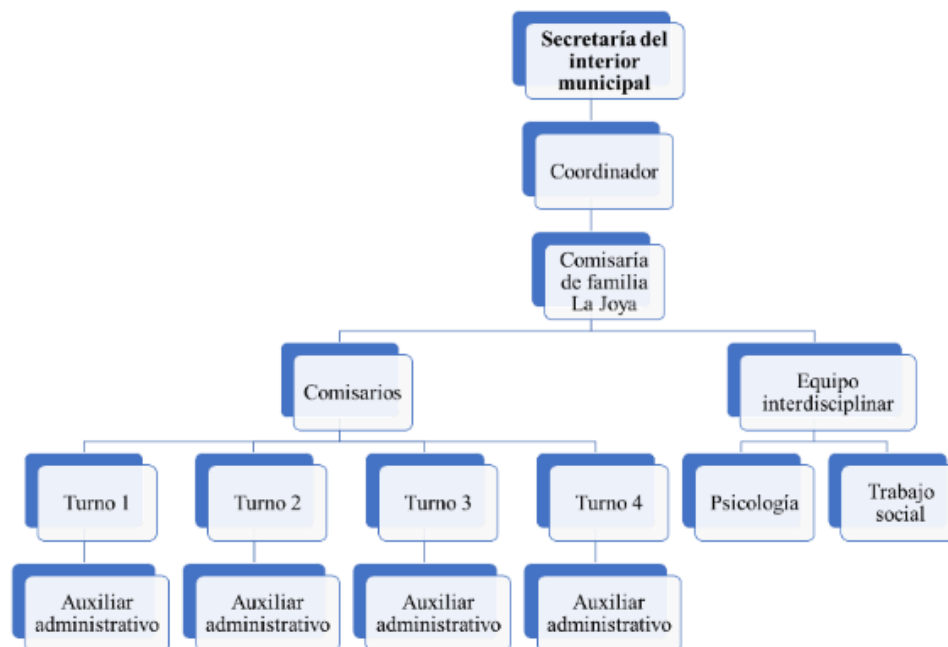 Secretaría del
interior
municipal
Coordinador
Comisaría
de familia
La Joya
Comisarios
Equipo
interdisciplinar
Turno 1
Turno 2
Turno 3
Turno 4
Psicología
Trabajo
social
Auxiliar
administrativo
Auxiliar
administrativo
Auxiliar
administrativo
Auxiliar
administrativo